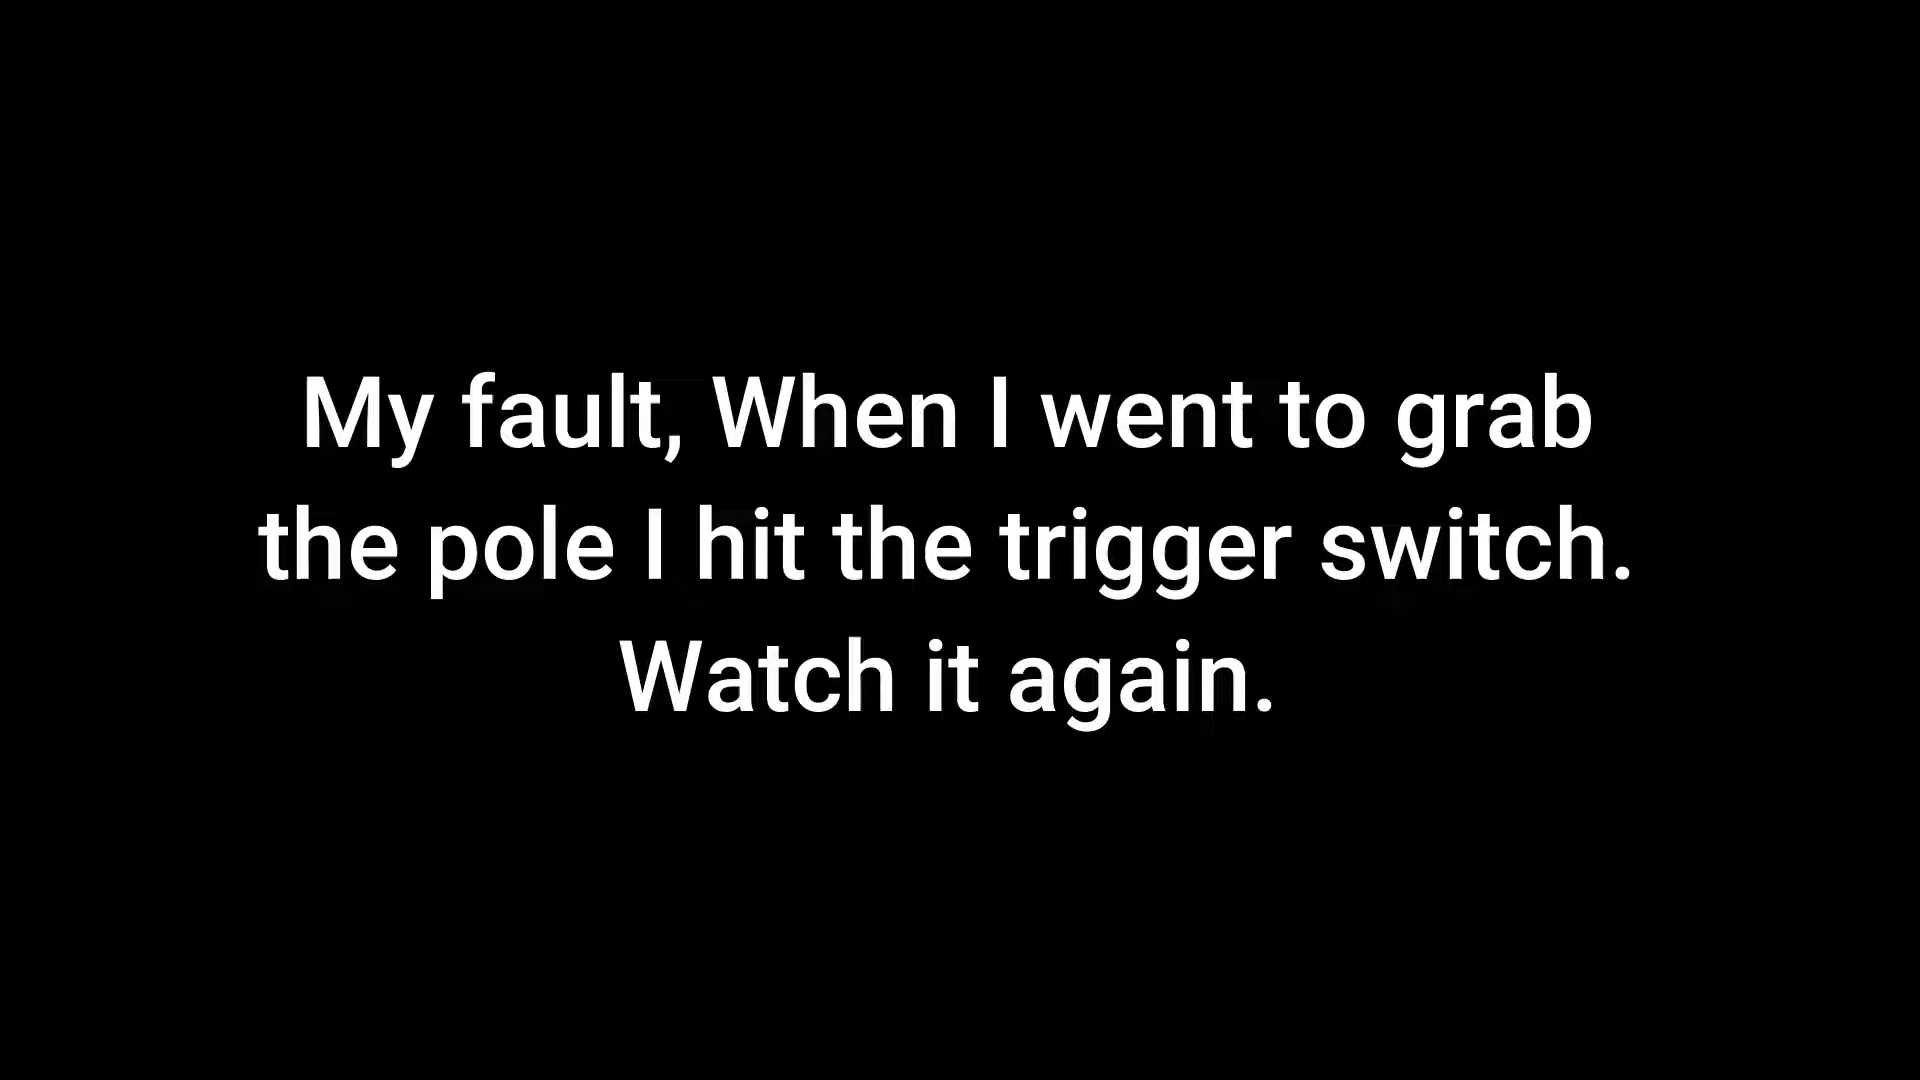 My fault, When I went to grab
the pole I hit the trigger switch.
Watch it again.